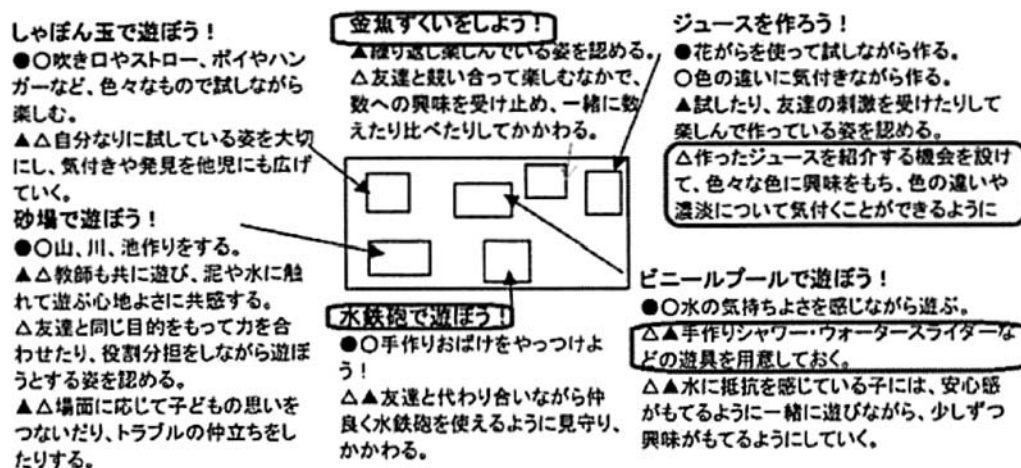 しゃぼん玉で遊ぼう！
●○吹き口やストロー、ポイやハン
ガーなど、色々なもので試しながら
楽しむ。
▲△自分なりに試している姿を大切
にし、気付きや発見を他児にも広げ
ていく。
砂場で遊ぼう！
●○山、川、池作りをする。
▲△教師も共に遊び、泥や水に触
れて遊ぶ心地よさに共感する。
△友達と同じ目的をもって力を合
わせたり、役割分担をしながら遊ぼ
うとする姿を認める。
▲△場面に応じて子どもの思いを
つないだり、トラブルの仲立ちをし
たりする。
金魚すくいをしよう！
▲繰り返し楽しんでいる姿を認める。
△友達と競い合って楽しむなかで、
数への興味を受け止め、一緒に数
えたり比べたりしてかかわる。
水鉄砲で遊ぼう！
●○手作りおばけをやっつけよ
う！
△▲友達と代わり合いながら仲
良く水鉄砲を使えるように見守り、
かかわる。
ジュースを作ろう！
●花がらを使って試しながら作る。
○色の違いに気付きながら作る。
▲試したり、友達の刺激を受けたりして
楽しんで作っている姿を認める。
△作ったジュースを紹介する機会を設け
て、色々な色に興味をもち、色の違いや
濃淡について気付くことができるように
ビニールプールで遊ぼう！
●○水の気持ちよさを感じながら遊ぶ。
△▲手作りシャワー・ウォータースライダーな
どの遊具を用意しておく。
△▲水に抵抗を感じている子には、安心感
がもてるように一緒に遊びながら、少しずつ
興味がもてるようにしていく。